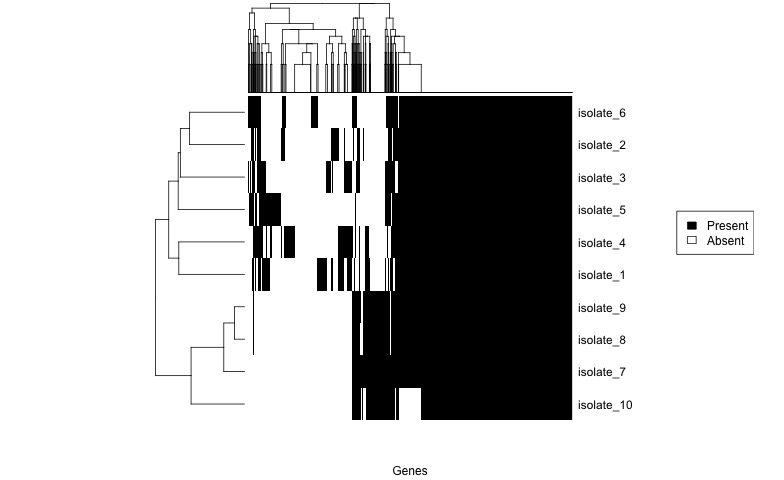 isolate_6
isolate_2
isolate_3
isolate_5
isolate_4
isolate_1
isolate_9
isolate_8
isolate_7
isolate_10
Present
Absent
Genes